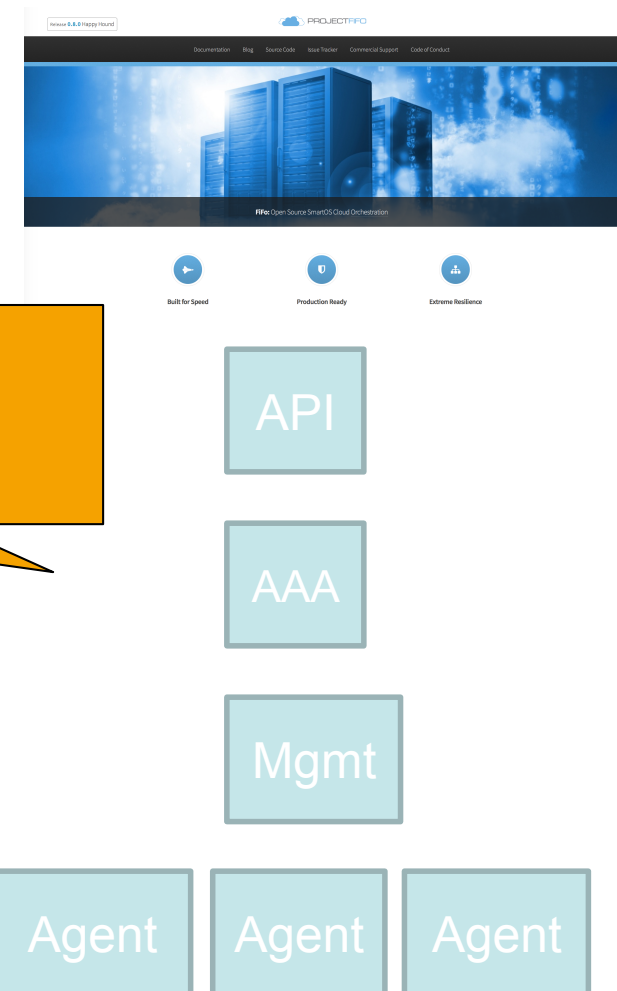 Release 0.8.0 Happy Hound
PROJECTFIFO
Documentation Blog Source Code Issue Tracker Commercial Support Code of Conduct
FiFo: Open Source SmartOS Cloud Orchestration
Built for Speed Production Ready Extreme Resilience
API
AAA
Mgmt
Agent Agent Agent